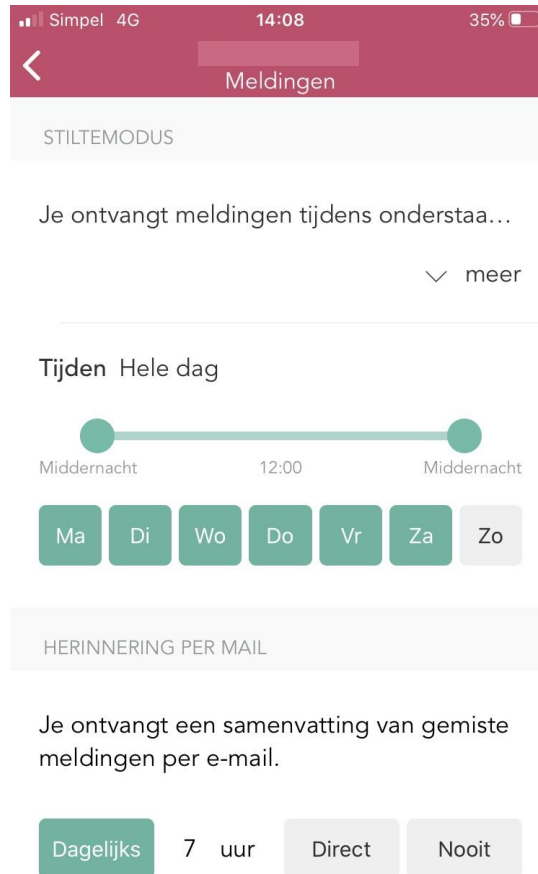 Simpel 4G 14:08 35%
Meldingen
STILTEMODUS
Je ontvangt meldingen tijdens onderstaa...
meer
Tijden Hele dag
Middernacht 12:00 Middernacht
Ma Di Wo Do Vr Za Zo
HERINNERING PER MAIL
Je ontvangt een samenvatting van gemiste
meldingen per e-mail.
Dagelijks 7 uur Direct Nooit